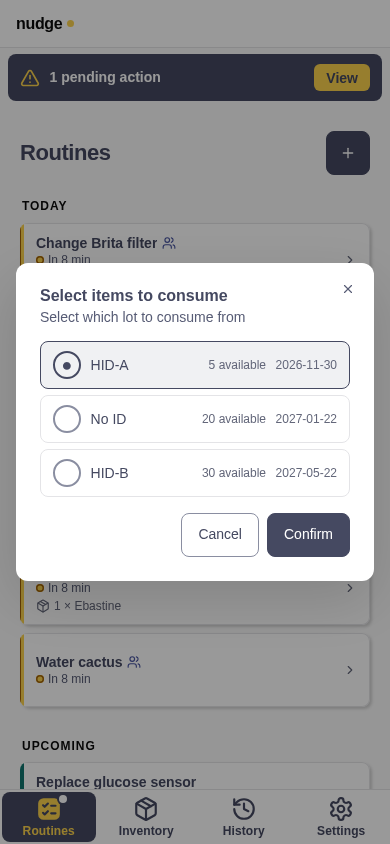 nudge
1 pending action
View
Routines
+
TODAY
Change Brita filter
In 8 min
Select items to consume
Select which lot to consume from
HID-A 5 available 2026-11-30
No ID 20 available 2027-01-22
HID-B 30 available 2027-05-22
Cancel
Confirm
In 8 min
1 × Ebastine
Water cactus
In 8 min
UPCOMING
Replace glucose sensor
Routines
Inventory
History
Settings